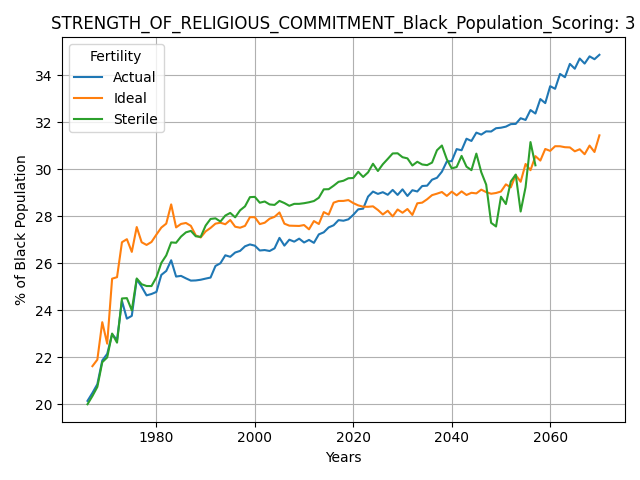 STRENGTH_OF_RELIGIOUS_COMMITMENT_Black_Population_Scoring: 3
Fertility
Actual
Ideal
Sterile
% of Black Population
34
32
30
28
26
24
22
20
1980
2000
2020
2040
2060
Years